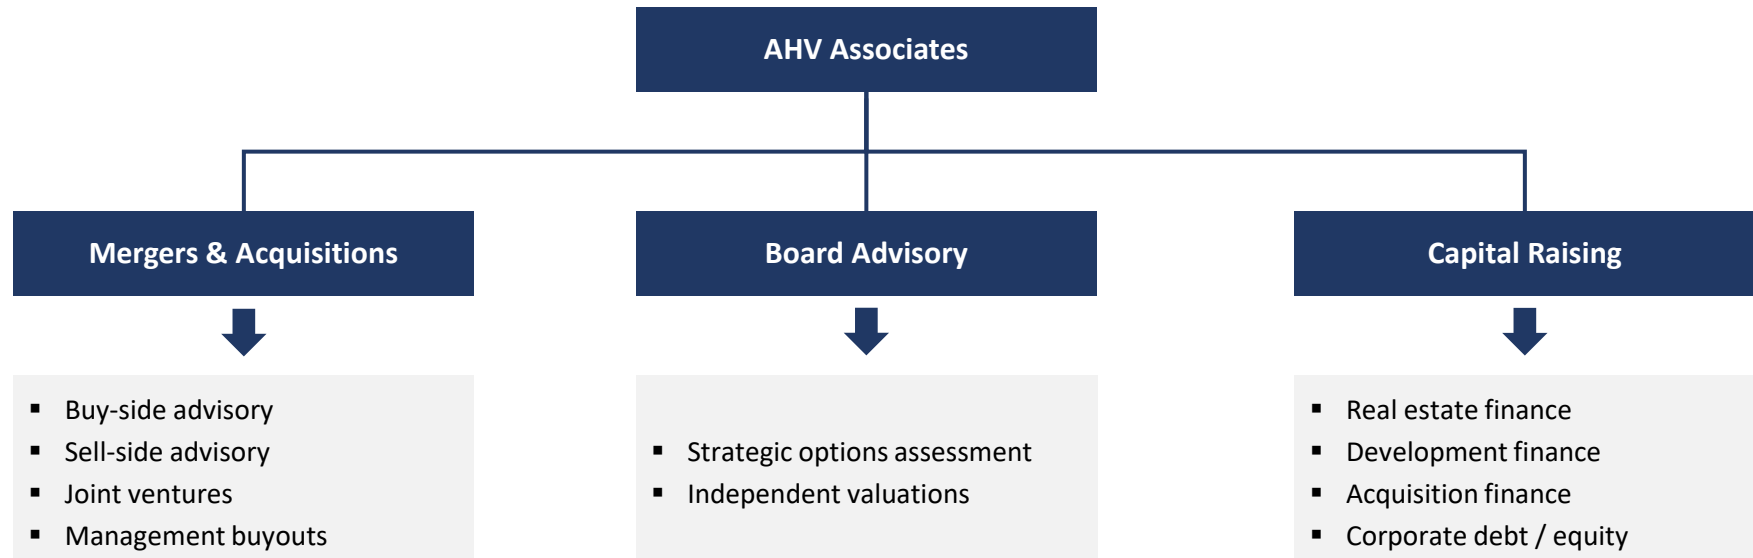 AHV Associates
Mergers & Acquisitions
Board Advisory
Capital Raising
▪ Buy-side advisory
▪ Sell-side advisory
▪ Joint ventures
▪ Management buyouts
▪ Strategic options assessment
▪ Independent valuations
▪ Real estate finance
▪ Development finance
▪ Acquisition finance
▪ Corporate debt / equity